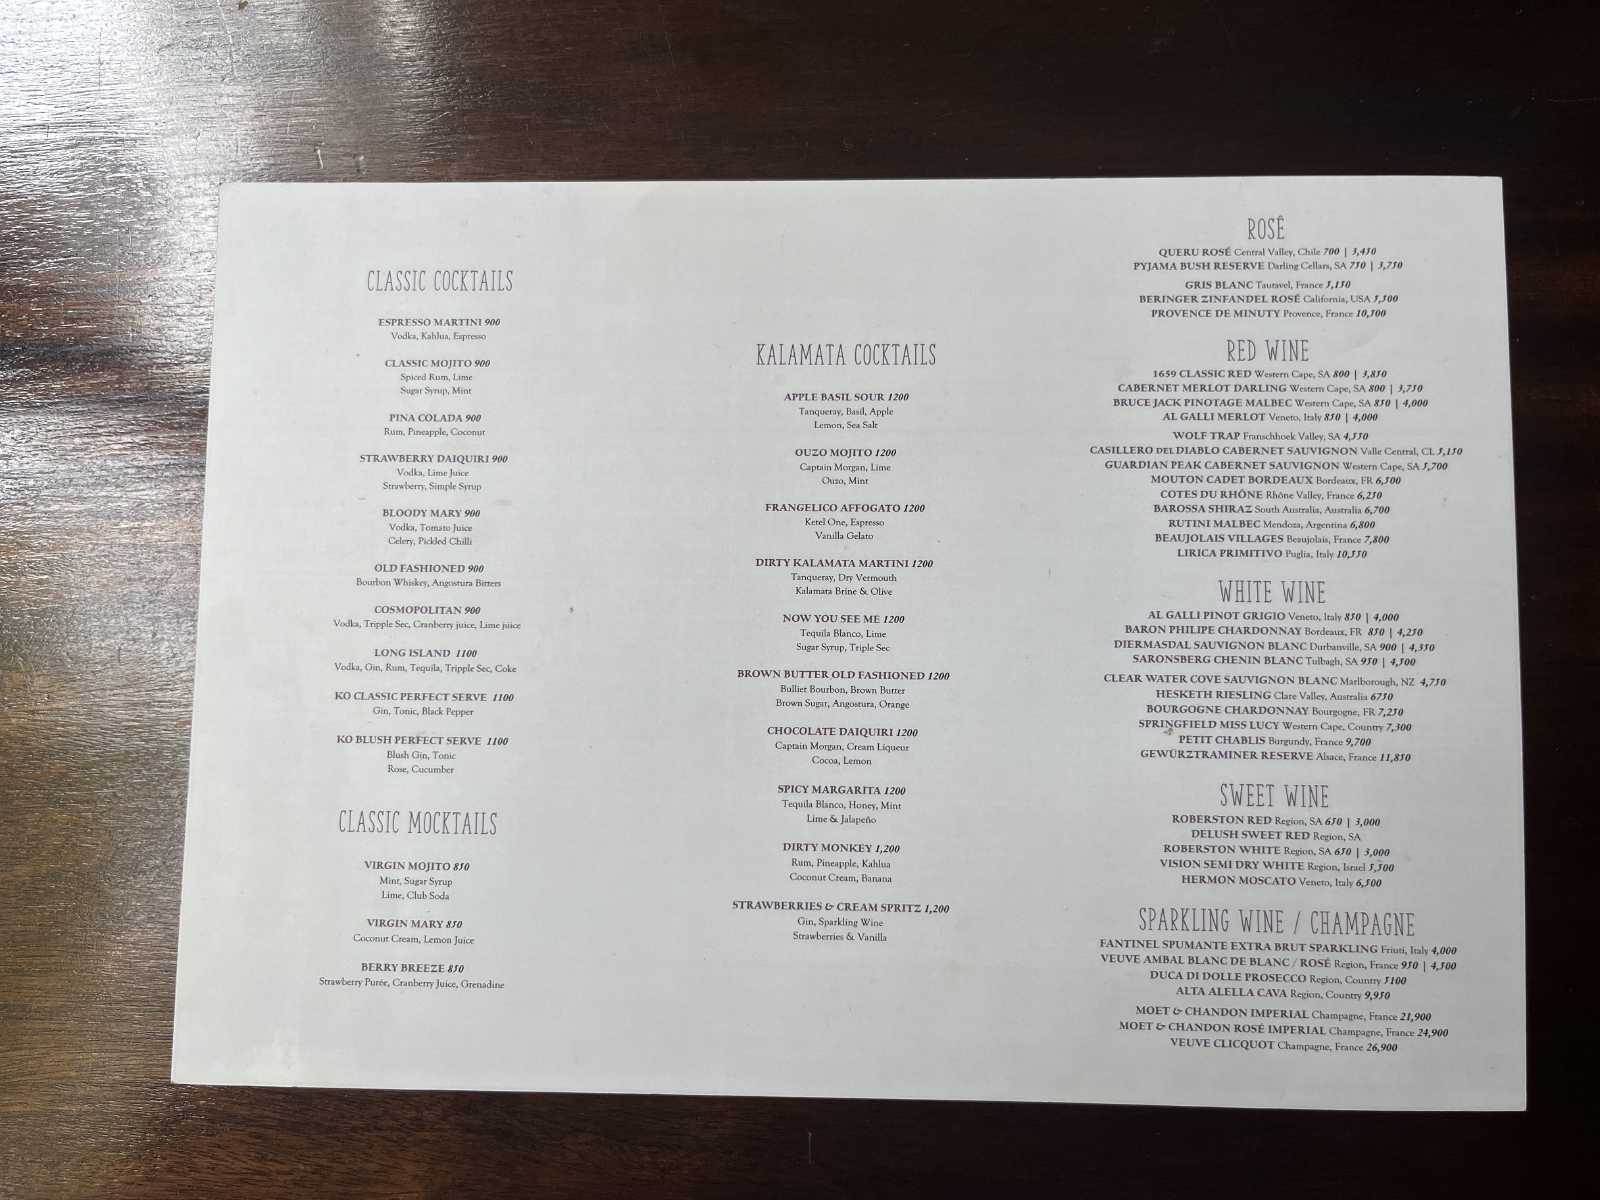 CLASSIC COCKTAILS
ESPRESSO MARTINI 900
Vodka, Kahlua, Espresso
CLASSIC MOJITO 900
Spiced Rum, Lime
Sugar Syrup, Mint
PINA COLADA 900
Rum, Pineapple, Coconut
STRAWBERRY DAIQUIRI 900
Vodka, Lime Juice
Strawberry, Simple Syrup
BLOODY MARY 900
Vodka, Tomato Juice
Celery, Pickled Chilli
OLD FASHIONED 900
Bourbon Whiskey, Angostura Bitters
COSMOPOLITAN 900
Vodka, Tripple Sec, Cranberry juice, Lime juice
LONG ISLAND 1100
Vodka, Gin, Rum, Tequila, Tripple Sec, Coke
KO CLASSIC PERFECT SERVE 1100
Gin, Tonic, Black Pepper
KO BLUSH PERFECT SERVE 1100
Blush Gin, Tonic
Rose, Cucumber
CLASSIC MOCKTAILS
VIRGIN MOJITO 850
Mint, Sugar Syrup
Lime, Club Soda
VIRGIN MARY 850
Coconut Cream, Lemon Juice
BERRY BREEZE 850
Strawberry Purée, Cranberry Juice, Grenadine
KALAMATA COCKTAILS
APPLE BASIL SOUR 1200
Tanqueray, Basil, Apple
Lemon, Sea Salt
OUZO MOJITO 1200
Captain Morgan, Lime
Ouzo, Mint
FRANGELICO AFFOGATO 1200
Ketel One, Espresso
Vanilla Gelato
DIRTY KALAMATA MARTINI 1200
Tanqueray, Dry Vermouth
Kalamata Brine & Olive
NOW YOU SEE ME 1200
Tequila Blanco, Lime
Sugar Syrup, Triple Sec
BROWN BUTTER OLD FASHIONED 1200
Bulliet Bourbon, Brown Butter
Brown Sugar, Angostura, Orange
CHOCOLATE DAIQUIRI 1200
Captain Morgan, Cream Liqueur
Cocoa, Lemon
SPICY MARGARITA 1200
Tequila Blanco, Honey, Mint
Lime & Jalapeño
DIRTY MONKEY 1,200
Rum, Pineapple, Kahlua
Coconut Cream, Banana
STRAWBERRIES & CREAM SPRITZ 1,200
Gin, Sparkling Wine
Strawberries & Vanilla
ROSÉ
QUERU ROSÉ Central Valley, Chile 700 | 3,450
PYJAMA BUSH RESERVE Darling Cellars, SA 750 | 3,750
GRIS BLANC Tautavel, France 5,150
BERINGER ZINFANDEL ROSÉ California, USA 5,500
PROVENCE DE MINUTY Provence, France 10,500
RED WINE
1659 CLASSIC RED Western Cape, SA 800 | 3,850
CABERNET MERLOT DARLING Western Cape, SA 800 | 3,750
BRUCE JACK PINOTAGE MALBEC Western Cape, SA 850 | 4,000
AL GALLI MERLOT Veneto, Italy 850 | 4,000
WOLF TRAP Franschhoek Valley, SA 4,550
CASILLERO DEL DIABLO CABERNET SAUVIGNON Valle Central, CL 5,150
GUARDIAN PEAK CABERNET SAUVIGNON Western Cape, SA 5,700
MOUTON CADET BORDEAUX Bordeaux, FR 6,500
COTES DU RHÔNE Rhône Valley, France 6,250
BAROSSA SHIRAZ South Australia, Australia 6,700
RUTINI MALBEC Mendoza, Argentina 6,800
BEAUJOLAIS VILLAGES Beaujolais, France 7,800
LIRICA PRIMITIVO Puglia, Italy 10,550
WHITE WINE
AL GALLI PINOT GRIGIO Veneto, Italy 850 | 4,000
BARON PHILIPE CHARDONNAY Bordeaux, FR 850 | 4,250
DIERMASDAL SAUVIGNON BLANC Durbanville, SA 900 | 4,350
SARONSBERG CHENIN BLANC Tulbagh, SA 950 | 4,500
CLEAR WATER COVE SAUVIGNON BLANC Marlborough, NZ 4,750
HESKETH RIESLING Clare Valley, Australia 6750
BOURGOGNE CHARDONNAY Bourgogne, FR 7,250
SPRINGFIELD MISS LUCY Western Cape, Country 7,300
PETIT CHABLIS Burgundy, France 9,700
GEWÜRZTRAMINER RESERVE Alsace, France 11,850
SWEET WINE
ROBERSTON RED Region, SA 650 | 3,000
DELUSH SWEET RED Region, SA
ROBERSTON WHITE Region, SA 650 | 3,000
VISION SEMI DRY WHITE Region, Israel 5,500
HERMON MOSCATO Veneto, Italy 6,500
SPARKLING WINE / CHAMPAGNE
FANTINEL SPUMANTE EXTRA BRUT SPARKLING Friuti, Italy 4,000
VEUVE AMBAL BLANC DE BLANC / ROSÉ Region, France 950 | 4,500
DUCA DI DOLLE PROSECCO Region, Country 5100
ALTA ALELLA CAVA Region, Country 9,950
MOET & CHANDON IMPERIAL Champagne, France 21,900
MOET & CHANDON ROSÉ IMPERIAL Champagne, France 24,900
VEUVE CLICQUOT Champagne, France 26,900